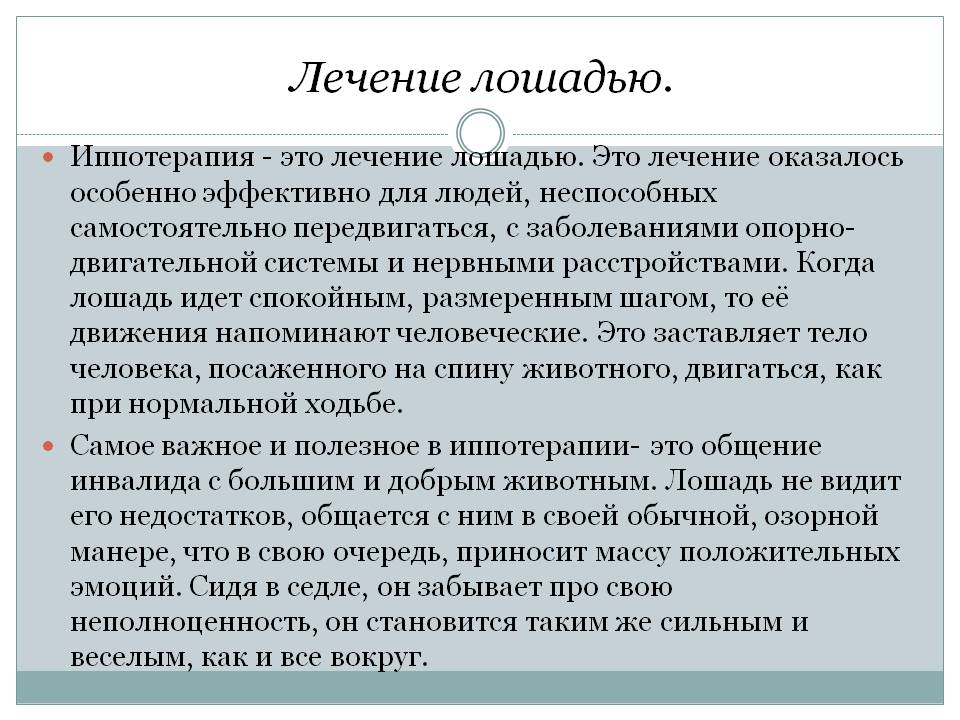 Лечение лошадью.
• Иппотерапия - это лечение лошадью. Это лечение оказалось
особенно эффективно для людей, неспособных
самостоятельно передвигаться, с заболеваниями опорно-
двигательной системы и нервными расстройствами. Когда
лошадь идет спокойным, размеренным шагом, то её
движения напоминают человеческие. Это заставляет тело
человека, посаженного на спину животного, двигаться, как
при нормальной ходьбе.
• Самое важное и полезное в иппотерапии- это общение
инвалида с большим и добрым животным. Лошадь не видит
его недостатков, общается с ним в своей обычной, озорной
манере, что в свою очередь, приносит массу положительных
эмоций. Сидя в седле, он забывает про свою
неполноценность, он становится таким же сильным и
веселым, как и все вокруг.